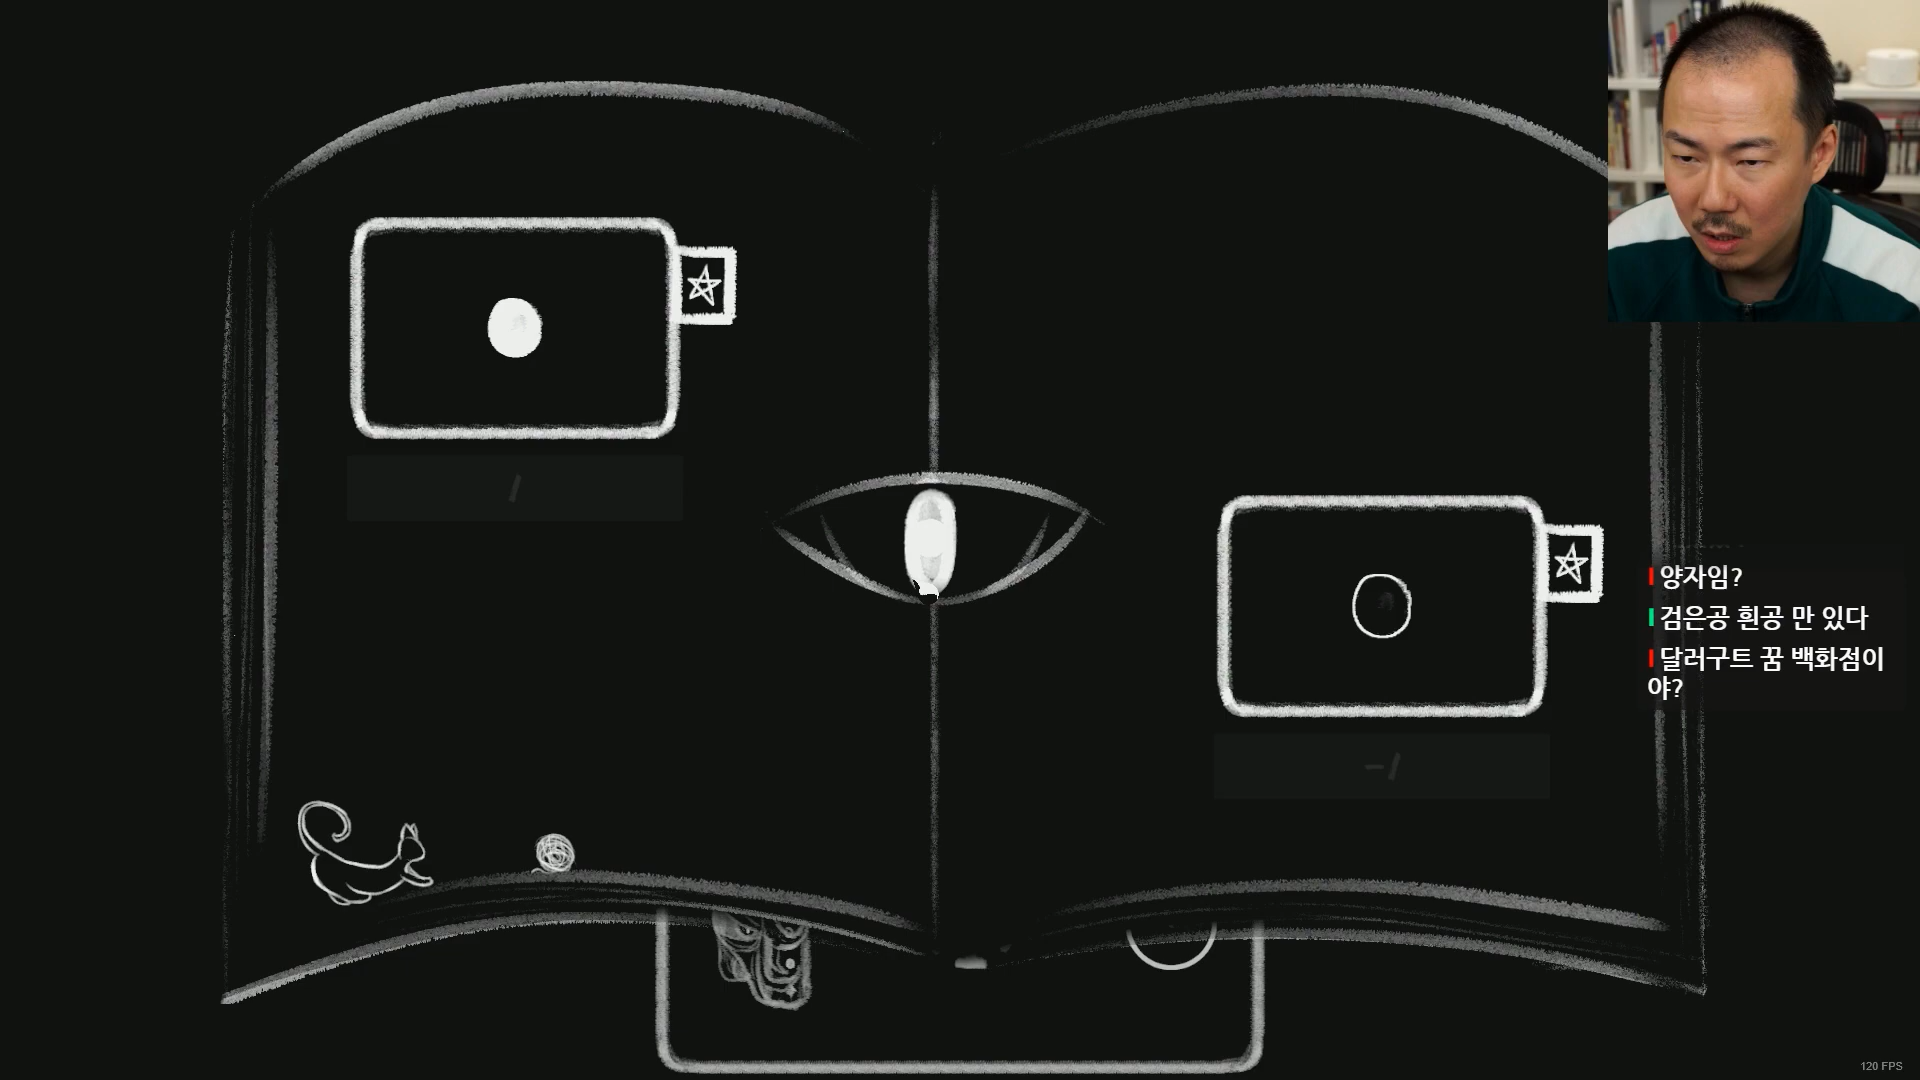 양자임?
검은공 흰공 만 있다
달러구트 꿈 백화점이
야?
120 FPS